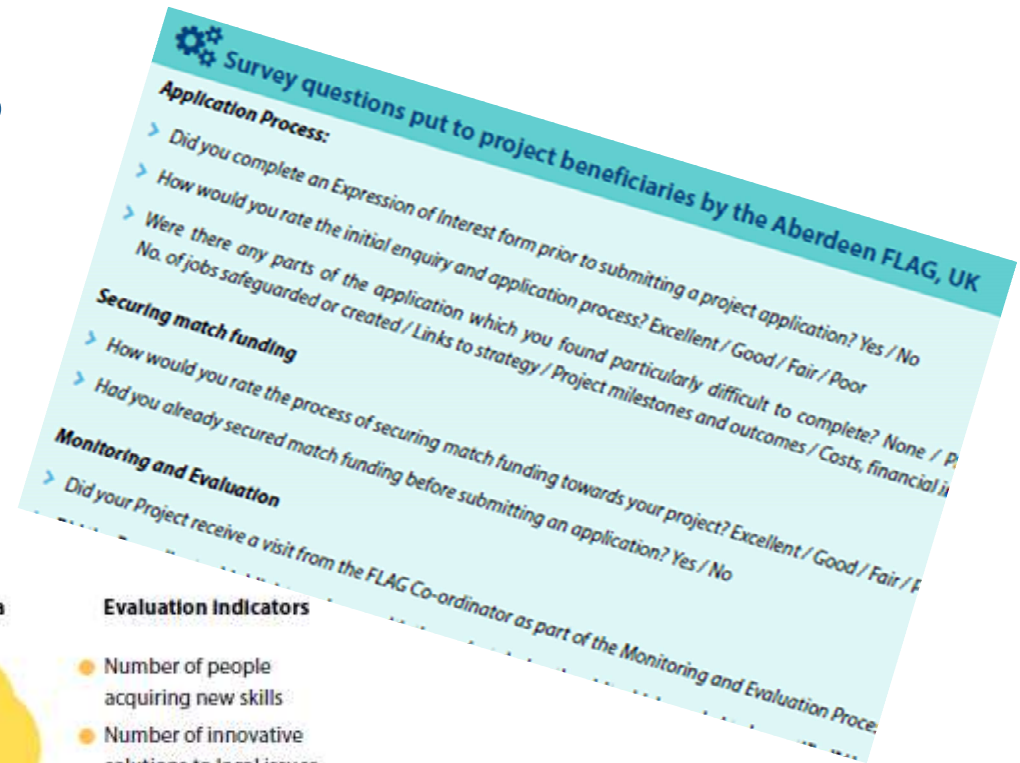 Survey questions put to project beneficiaries by the Aberdeen FLAG, UK
Application Process:
Did you complete an Expression of Interest form prior to submitting a project application? Yes / No
How would you rate the initial enquiry and application process? Excellent / Good / Fair / Poor
Were there any parts of the application which you found particularly difficult to complete? None /
No. of jobs safeguarded or created / Links to strategy / Project milestones and outcomes / Costs, financial
Securing match funding
How would you rate the process of securing match funding towards your project? Excellent / Good / Fair /
Had you already secured match funding before submitting an application? Yes / No
Monitoring and Evaluation
Did your Project receive a visit from the FLAG Co-ordinator as part of the Monitoring and Evaluation
Evaluation indicators
Number of people
acquiring new skills
Number of innovative